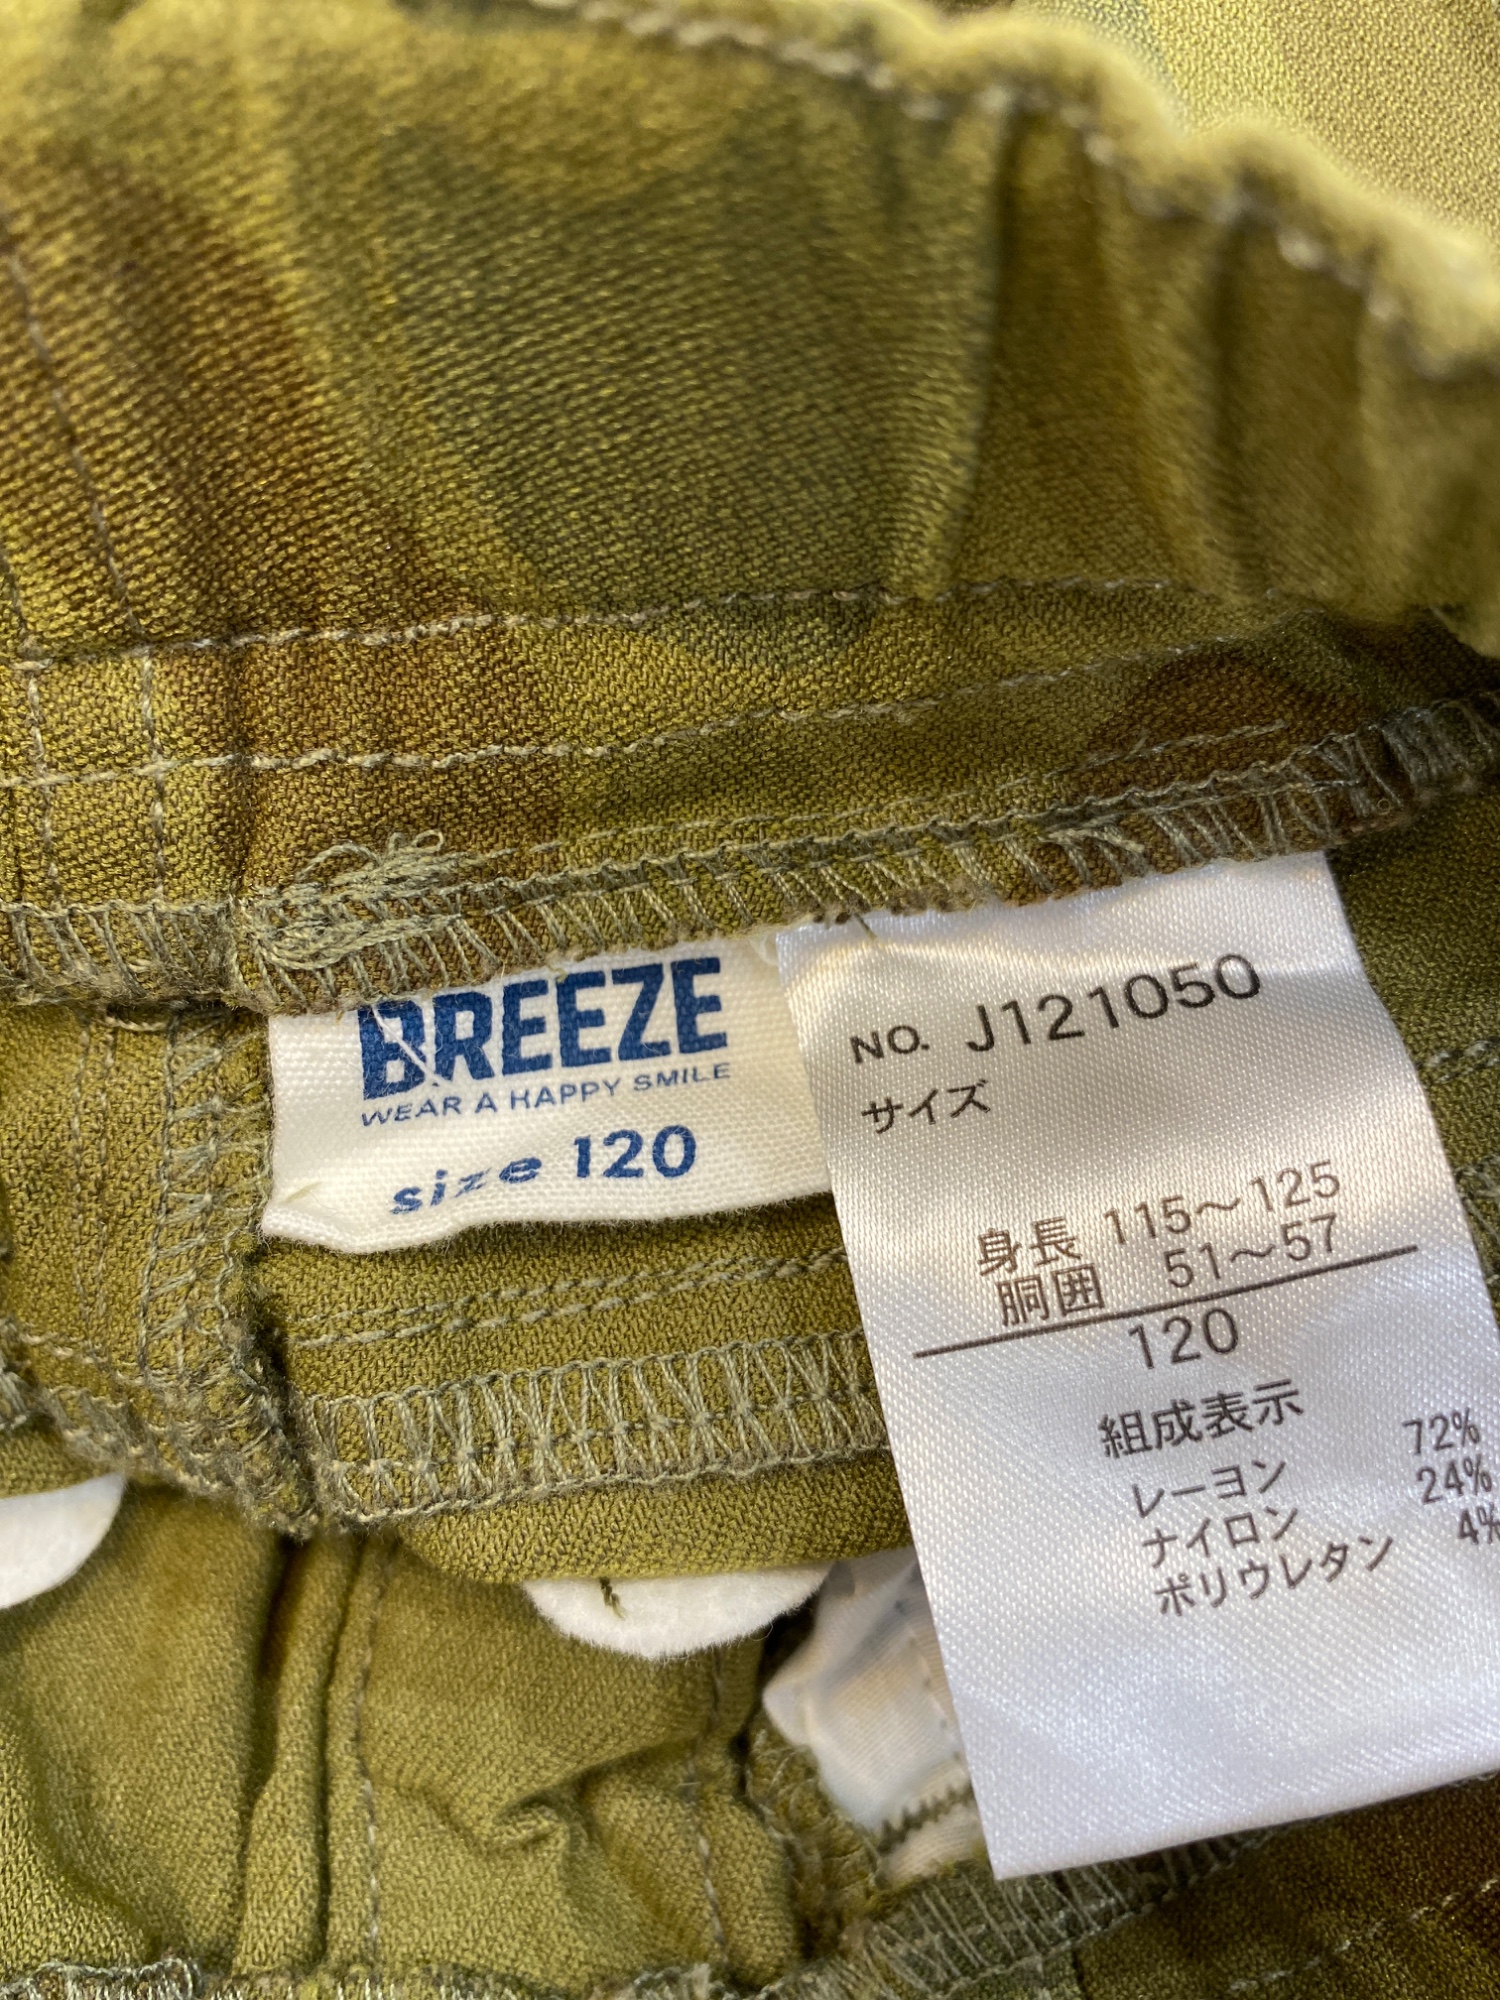 BREEZE
WEAR A HAPPY SMILE
size 120
NO. J121050
サイズ
身長 115～125
胴囲 51～57
120
組成表示
レーヨン 72%
ナイロン 24%
ポリウレタン 4%